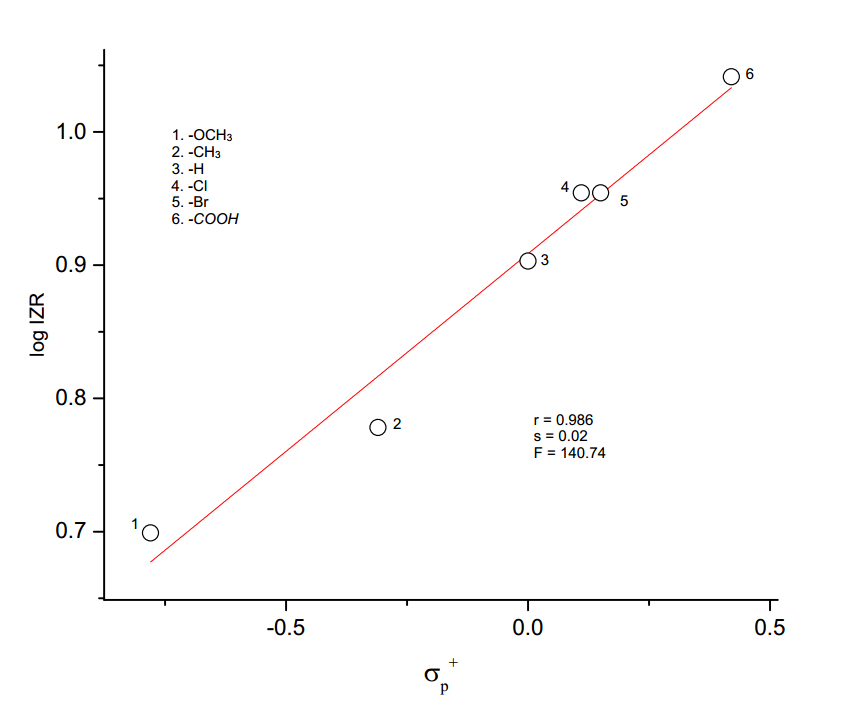 1.0
0.9
0.8
0.7
log IZR
1. -OCH₃
2. -CH₃
3. -H
4. -Cl
5. -Br
6. -COOH
6
4
5
3
2
1
r = 0.986
s = 0.02
F = 140.74
-0.5
0.0
0.5
σₚ⁺